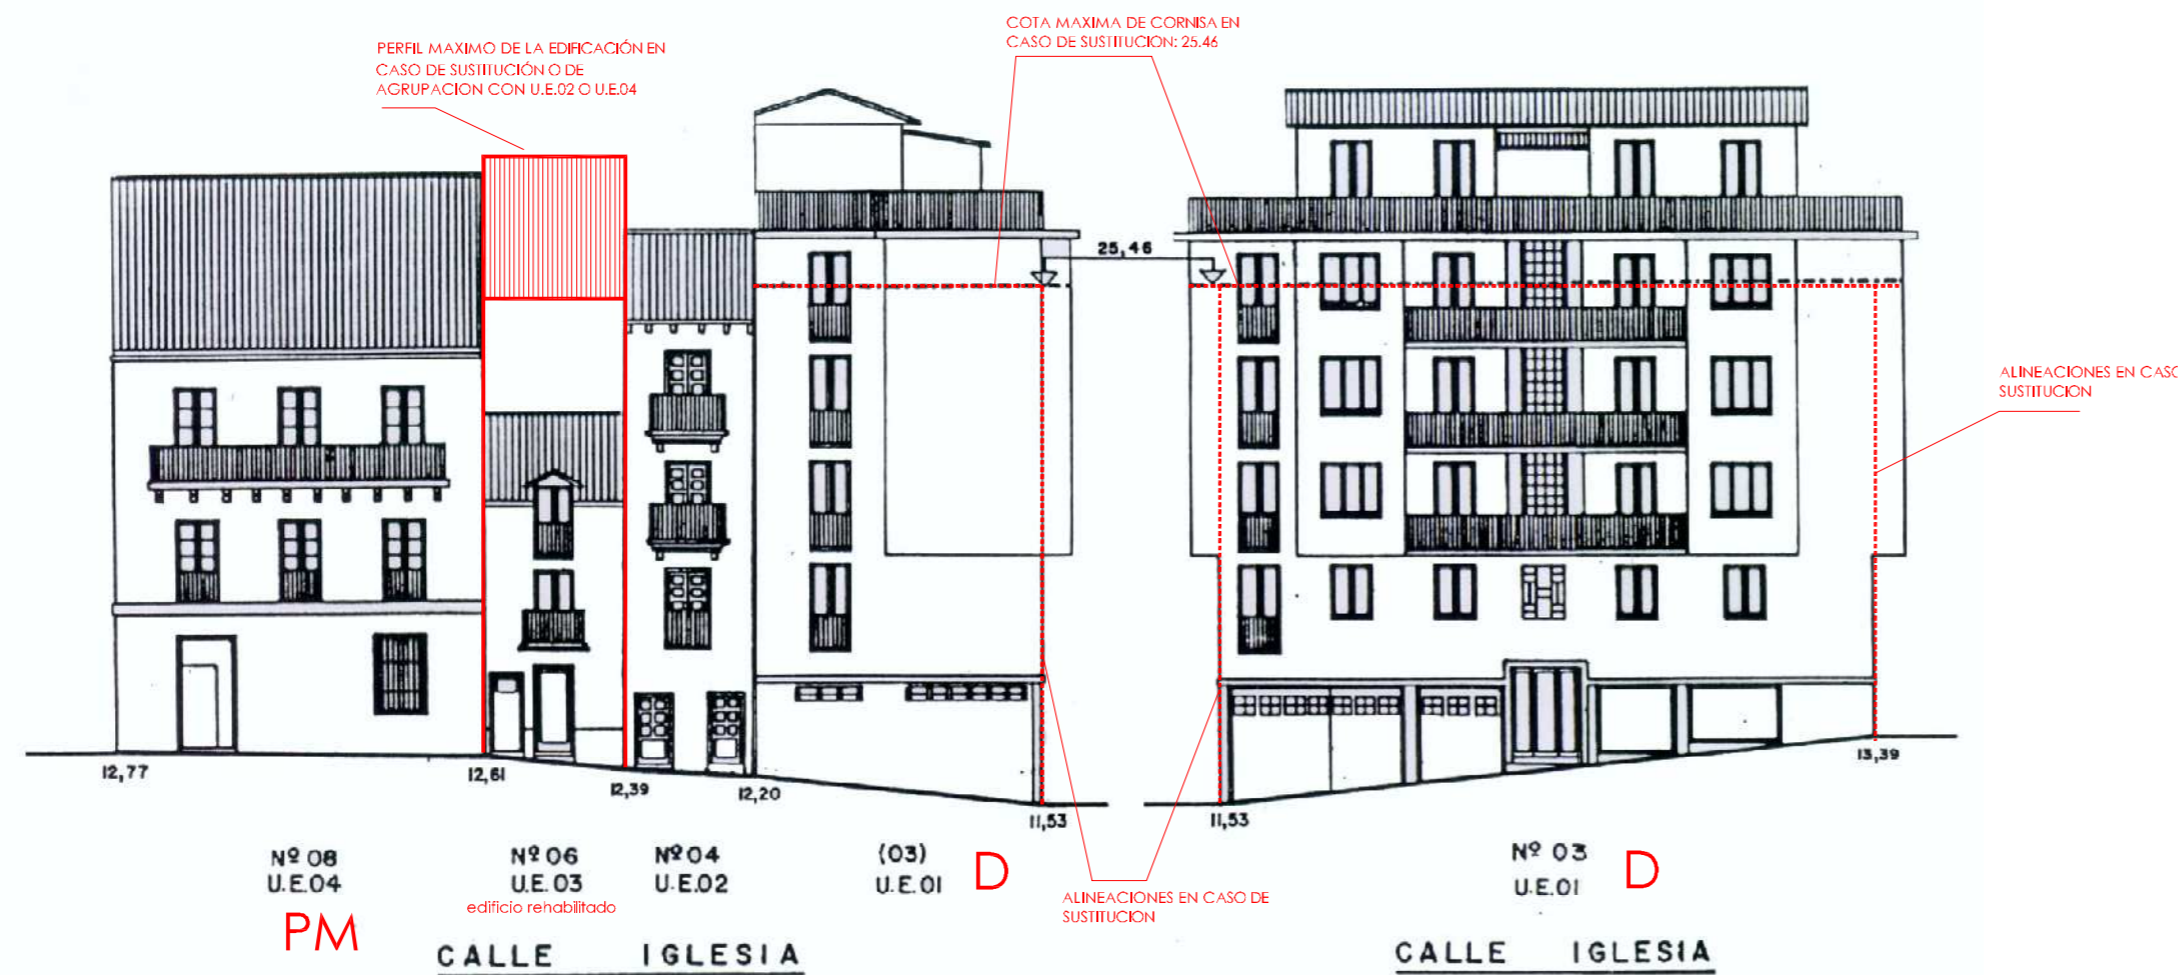 COTA MAXIMA DE CORNISA EN
CASO DE SUSTITUCION: 25.46
PERFIL MAXIMO DE LA EDIFICACIÓN EN
CASO DE SUSTITUCIÓN O DE
AGRUPACION CON U.E.02 O U.E.04
25,46
ALINEACIONES EN CASO
SUSTITUCION
12,77
12,61
12,39
12,20
11,53
11,53
13,39
Nº 08
U.E.04
PM
Nº 06
U.E.03
edificio rehabilitado
Nº 04
U.E.02
(03)
U.E.01
D
ALINEACIONES EN CASO DE
SUSTITUCION
Nº 03
U.E.01
D
CALLE IGLESIA
CALLE IGLESIA